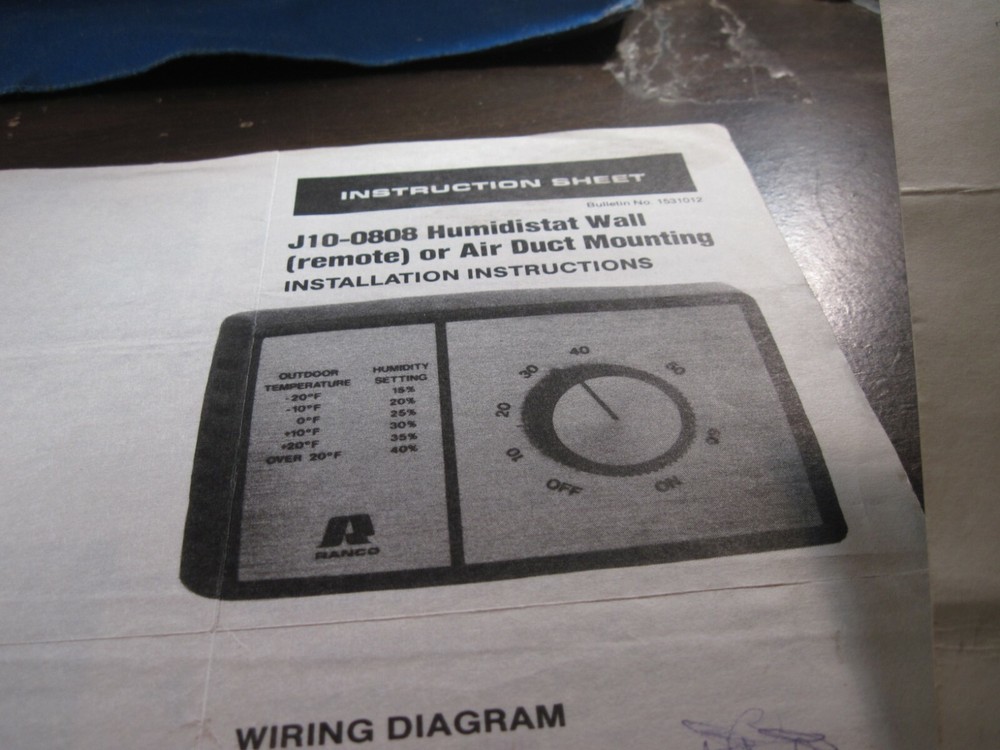 INSTRUCTION SHEET
Bulletin No. 1531012
J10-0808 Humidistat Wall
(remote) or Air Duct Mounting
INSTALLATION INSTRUCTIONS
OUTDOOR TEMPERATURE HUMIDITY SETTING
-20°F 15%
-10°F 20%
0°F 25%
+10°F 30%
+20°F 35%
OVER 20°F 40%
RANCO
OFF 10 20 30 40 50 60 ON
WIRING DIAGRAM